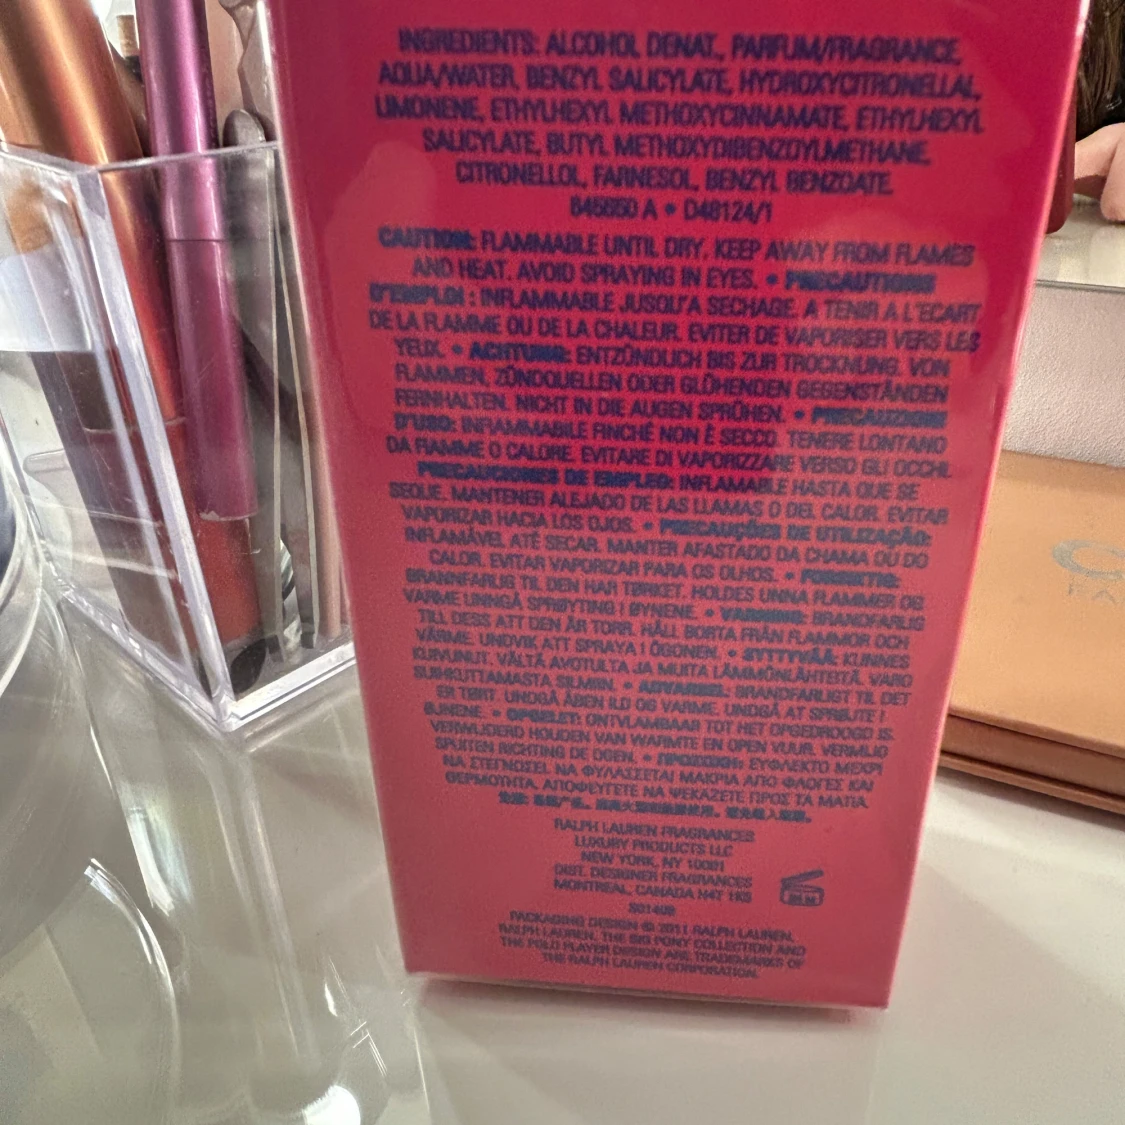 INGREDIENTS: ALCOHOL DENAT., PARFUM/FRAGRANCE,
AQUA/WATER, BENZYL SALICYLATE, HYDROXYCITRONELLAL,
LIMONENE, ETHYLHEXYL METHOXYCINNAMATE, ETHYLHEXYL
SALICYLATE, BUTYL METHOXYDIBENZOYLMETHANE,
CITRONELLOL, FARNESOL, BENZYL BENZOATE.
D48124/1
CAUTION: FLAMMABLE UNTIL DRY. KEEP AWAY FROM FLAMES
AND HEAT. AVOID SPRAYING IN EYES. • PRECAUTIONS
D'EMPLOI : INFLAMMABLE JUSQU'A SECHAGE. A TENIR A L'ECART
DE LA FLAMME OU DE LA CHALEUR. EVITER DE VAPORISER VERS LES
YEUX. • ACHTUNG: ENTZÜNDLICH BIS ZUR TROCKNUNG. VON
FLAMMEN, ZÜNDQUELLEN ODER GLÜHENDEN GEGENSTÄNDEN
FERNHALTEN. NICHT IN DIE AUGEN SPRÜHEN. • PRECAUZIONI
D'USO: INFIAMMABILE FINCHÉ NON È SECCO. TENERE LONTANO
DA FIAMME O CALORE. EVITARE DI VAPORIZZARE VERSO GLI OCCHI.
PRECAUCIONES DE EMPLEO: INFLAMABLE HASTA QUE SE
SEQUE. MANTENER ALEJADO DE LAS LLAMAS O DEL CALOR. EVITAR
VAPORIZAR HACIA LOS OJOS. • PRECAUÇÕES DE UTILIZAÇÃO:
INFLAMÁVEL ATÉ SECAR. MANTER AFASTADO DA CHAMA OU DO
CALOR. EVITAR VAPORIZAR PARA OS OLHOS. • FORSIKTIG:
BRANNFARLIG TIL DEN HAR TØRKET. HOLDES UNNA FLAMMER OG
VARME UNNGÅ SPRØYTING I ØYNENE. • VARNING: BRANDFARLIG
TILL DESS ATT DEN ÄR TORR. HÅLL BORTA FRÅN FLAMMOR OCH
VÄRME. UNDVIK ATT SPRAYA I ÖGONEN. • SYTTYVÄÄ: KUNNES
KUIVUNUT. VÄLTÄ AVOTULTA JA MUITA LÄMMÖNLÄHTEITÄ. VARO
SUIHKUTTAMASTA SILMIIN. • ADVARSEL: BRANDFARLIGT TIL DET
ER TØRT. UNDGÅ ÅBEN ILD OG VARME. UNDGÅ AT SPRØJTE I
ØJNENE. • OPGELET: ONTVLAMBAAR TOT HET OPGEDROOGD IS.
VERWIJDERD HOUDEN VAN WARMTE EN OPEN VUUR. VERMIJD
SPUITEN RICHTING DE OGEN. • ΠΡΟΣΟΧΗ: ΕΥΦΛΕΚΤΟ ΜΕΧΡΙ
ΝΑ ΣΤΕΓΝΩΣΕΙ. ΝΑ ΦΥΛΑΣΣΕΤΑΙ ΜΑΚΡΙΑ ΑΠΟ ΦΛΟΓΕΣ ΚΑΙ
ΘΕΡΜΟΤΗΤΑ. ΑΠΟΦΕΥΓΕΤΕ ΝΑ ΨΕΚΑΖΕΤΕ ΠΡΟΣ ΤΑ ΜΑΤΙΑ.
RALPH LAUREN FRAGRANCES
LUXURY PRODUCTS LLC
NEW YORK, NY 10001
DIST. DESIGNER FRAGRANCES
MONTREAL, CANADA H4T 1K5
PACKAGING DESIGN © 2011 RALPH LAUREN.
RALPH LAUREN, THE BIG PONY COLLECTION AND
THE POLO PLAYER DESIGN ARE TRADEMARKS OF
THE RALPH LAUREN CORPORATION.